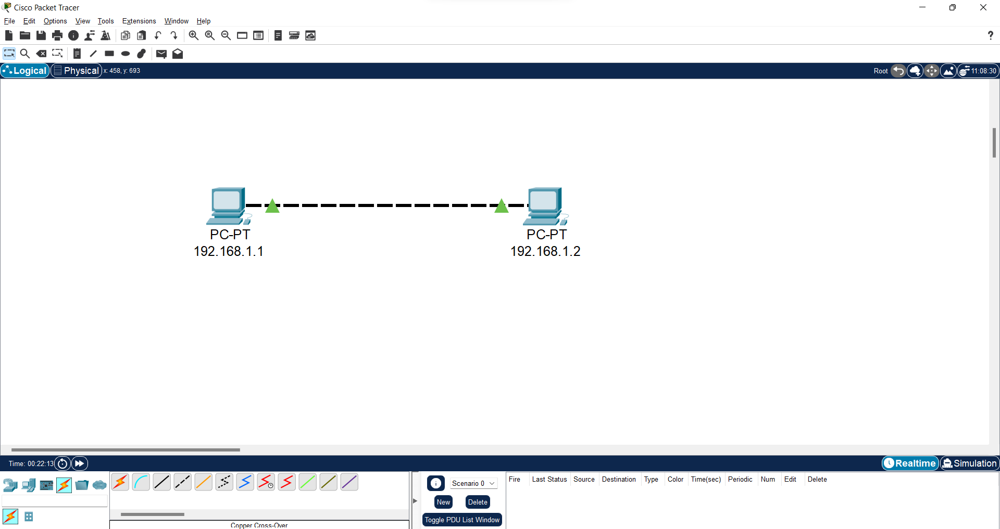 Cisco Packet Tracer
File Edit Options View Tools Extensions Window Help
?
Logical Physical x: 458, y: 693 Root 11:08:30
PC-PT
192.168.1.1
PC-PT
192.168.1.2
Time: 00:22:13 Realtime Simulation
Scenario 0
New Delete
Toggle PDU List Window
Fire Last Status Source Destination Type Color Time(sec) Periodic Num Edit Delete
Copper Cross-Over